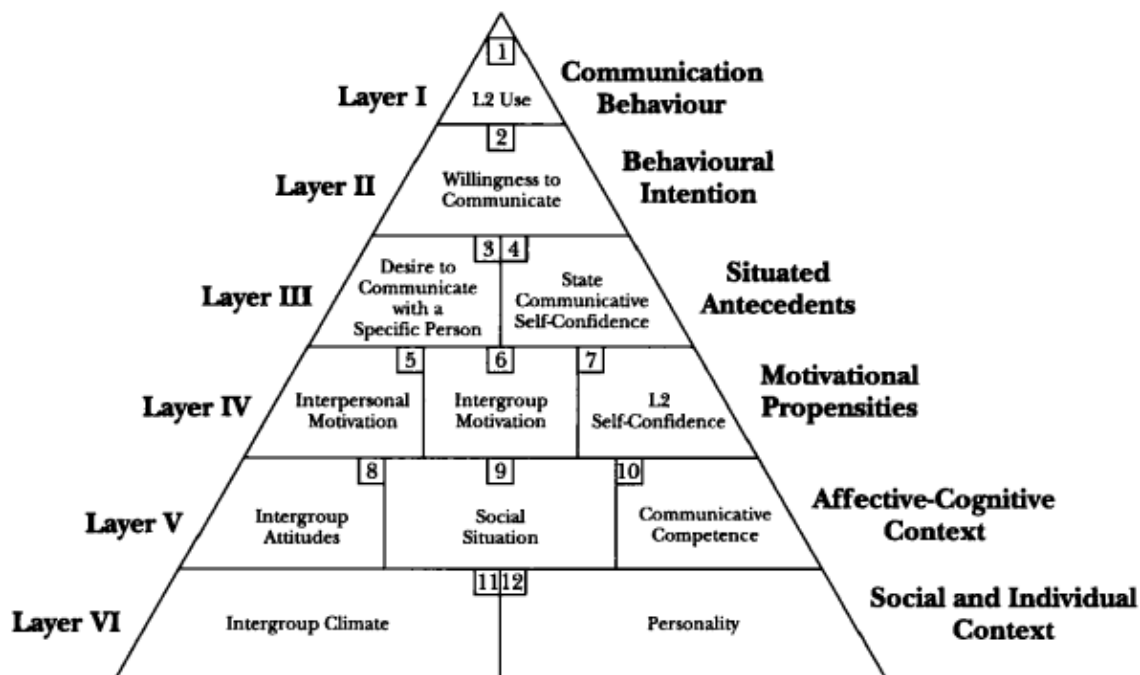 1
Layer I
L2 Use
Communication
Behaviour
2
Layer II
Willingness to
Communicate
Behavioural
Intention
3
4
Layer III
Desire to
Communicate
with a
Specific Person
State
Communicative
Self-Confidence
Situated
Antecedents
5
6
7
Layer IV
Interpersonal
Motivation
Intergroup
Motivation
L2
Self-Confidence
Motivational
Propensities
8
9
10
Layer V
Intergroup
Attitudes
Social
Situation
Communicative
Competence
Affective-Cognitive
Context
11
12
Layer VI
Intergroup Climate
Personality
Social and Individual
Context